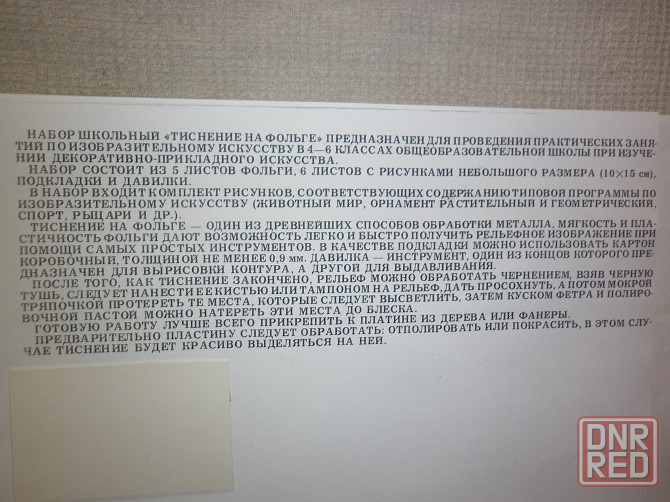 НАБОР ШКОЛЬНЫЙ «ТИСНЕНИЕ НА ФОЛЬГЕ» ПРЕДНАЗНАЧЕН ДЛЯ ПРОВЕДЕНИЯ ПРАКТИЧЕСКИХ ЗАНЯ-
ТИЙ ПО ИЗОБРАЗИТЕЛЬНОМУ ИСКУССТВУ В 4—6 КЛАССАХ ОБЩЕОБРАЗОВАТЕЛЬНОЙ ШКОЛЫ ПРИ ИЗУЧЕ-
НИИ ДЕКОРАТИВНО-ПРИКЛАДНОГО ИСКУССТВА.
НАБОР СОСТОИТ ИЗ 5 ЛИСТОВ ФОЛЬГИ, 6 ЛИСТОВ С РИСУНКАМИ НЕБОЛЬШОГО РАЗМЕРА (10×15 см),
ПОДКЛАДКИ И ДАВИЛКИ.
В НАБОР ВХОДИТ КОМПЛЕКТ РИСУНКОВ, СООТВЕТСТВУЮЩИХ СОДЕРЖАНИЮ ТИПОВОЙ ПРОГРАММЫ ПО
ИЗОБРАЗИТЕЛЬНОМУ ИСКУССТВУ (ЖИВОТНЫЙ МИР, ОРНАМЕНТ РАСТИТЕЛЬНЫЙ И ГЕОМЕТРИЧЕСКИЙ,
СПОРТ, РЫЦАРИ И ДР.).
ТИСНЕНИЕ НА ФОЛЬГЕ — ОДИН ИЗ ДРЕВНЕЙШИХ СПОСОБОВ ОБРАБОТКИ МЕТАЛЛА, МЯГКОСТЬ И ПЛА-
СТИЧНОСТЬ ФОЛЬГИ ДАЮТ ВОЗМОЖНОСТЬ ЛЕГКО И БЫСТРО ПОЛУЧИТЬ РЕЛЬЕФНОЕ ИЗОБРАЖЕНИЕ ПРИ
ПОМОЩИ САМЫХ ПРОСТЫХ ИНСТРУМЕНТОВ. В КАЧЕСТВЕ ПОДКЛАДКИ МОЖНО ИСПОЛЬЗОВАТЬ КАРТОН
КОРОБОЧНЫЙ, ТОЛЩИНОЙ НЕ МЕНЕЕ 0,9 мм. ДАВИЛКА — ИНСТРУМЕНТ, ОДИН ИЗ КОНЦОВ КОТОРОГО ПРЕ-
ДНАЗНАЧЕН ДЛЯ ВЫРИСОВКИ КОНТУРА, А ДРУГОЙ ДЛЯ ВЫДАВЛИВАНИЯ.
ПОСЛЕ ТОГО, КАК ТИСНЕНИЕ ЗАКОНЧЕНО, РЕЛЬЕФ МОЖНО ОБРАБОТАТЬ ЧЕРНЕНИЕМ, ВЗЯВ ЧЕРНУЮ
ТУШЬ, СЛЕДУЕТ НАНЕСТИ ЕЕ КИСТЬЮ ИЛИ ТАМПОНОМ НА РЕЛЬЕФ, ДАТЬ ПРОСОХНУТЬ, А ПОТОМ МОКРОЙ
ТРЯПОЧКОЙ ПРОТЕРЕТЬ ТЕ МЕСТА, КОТОРЫЕ СЛЕДУЕТ ВЫСВЕТЛИТЬ, ЗАТЕМ КУСКОМ ФЕТРА И ПОЛИРО-
ВОЧНОЙ ПАСТОЙ МОЖНО НАТЕРЕТЬ ЭТИ МЕСТА ДО БЛЕСКА.
ГОТОВУЮ РАБОТУ ЛУЧШЕ ВСЕГО ПРИКРЕПИТЬ К ПЛАТИНЕ ИЗ ДЕРЕВА ИЛИ ФАНЕРЫ.
ПРЕДВАРИТЕЛЬНО ПЛАСТИНУ СЛЕДУЕТ ОБРАБОТАТЬ: ОТПОЛИРОВАТЬ ИЛИ ПОКРАСИТЬ, В ЭТОМ СЛУ-
ЧАЕ ТИСНЕНИЕ БУДЕТ КРАСИВО ВЫДЕЛЯТЬСЯ НА НЕЙ.
DNR
RED